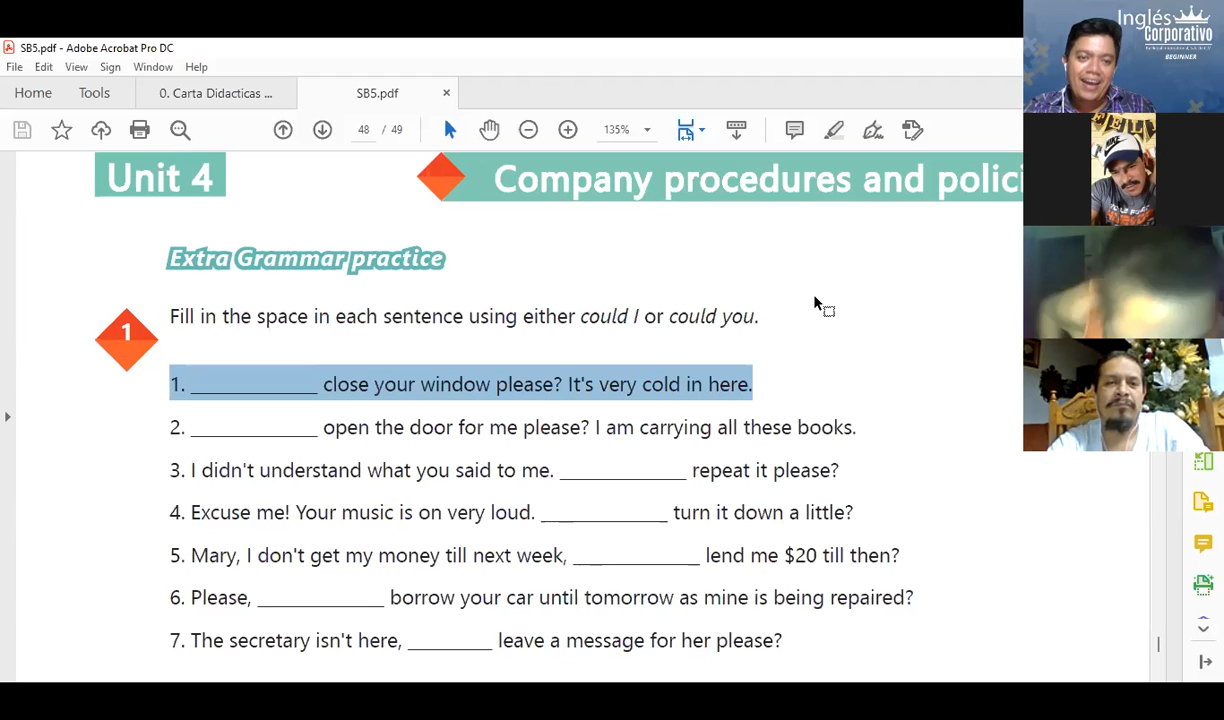 SB5.pdf - Adobe Acrobat Pro DC
File Edit View Sign Window Help
Home Tools 0. Carta Didacticas ... SB5.pdf ×
48 / 49 135%
Unit 4 Company procedures and polici
Extra Grammar practice
1 Fill in the space in each sentence using either could I or could you.
1. ____________ close your window please? It's very cold in here.
2. ____________ open the door for me please? I am carrying all these books.
3. I didn't understand what you said to me. ____________ repeat it please?
4. Excuse me! Your music is on very loud. ____________ turn it down a little?
5. Mary, I don't get my money till next week, ____________ lend me $20 till then?
6. Please, ____________ borrow your car until tomorrow as mine is being repaired?
7. The secretary isn't here, ________ leave a message for her please?
Inglés
Corporativo
BEGINNER
NIKE